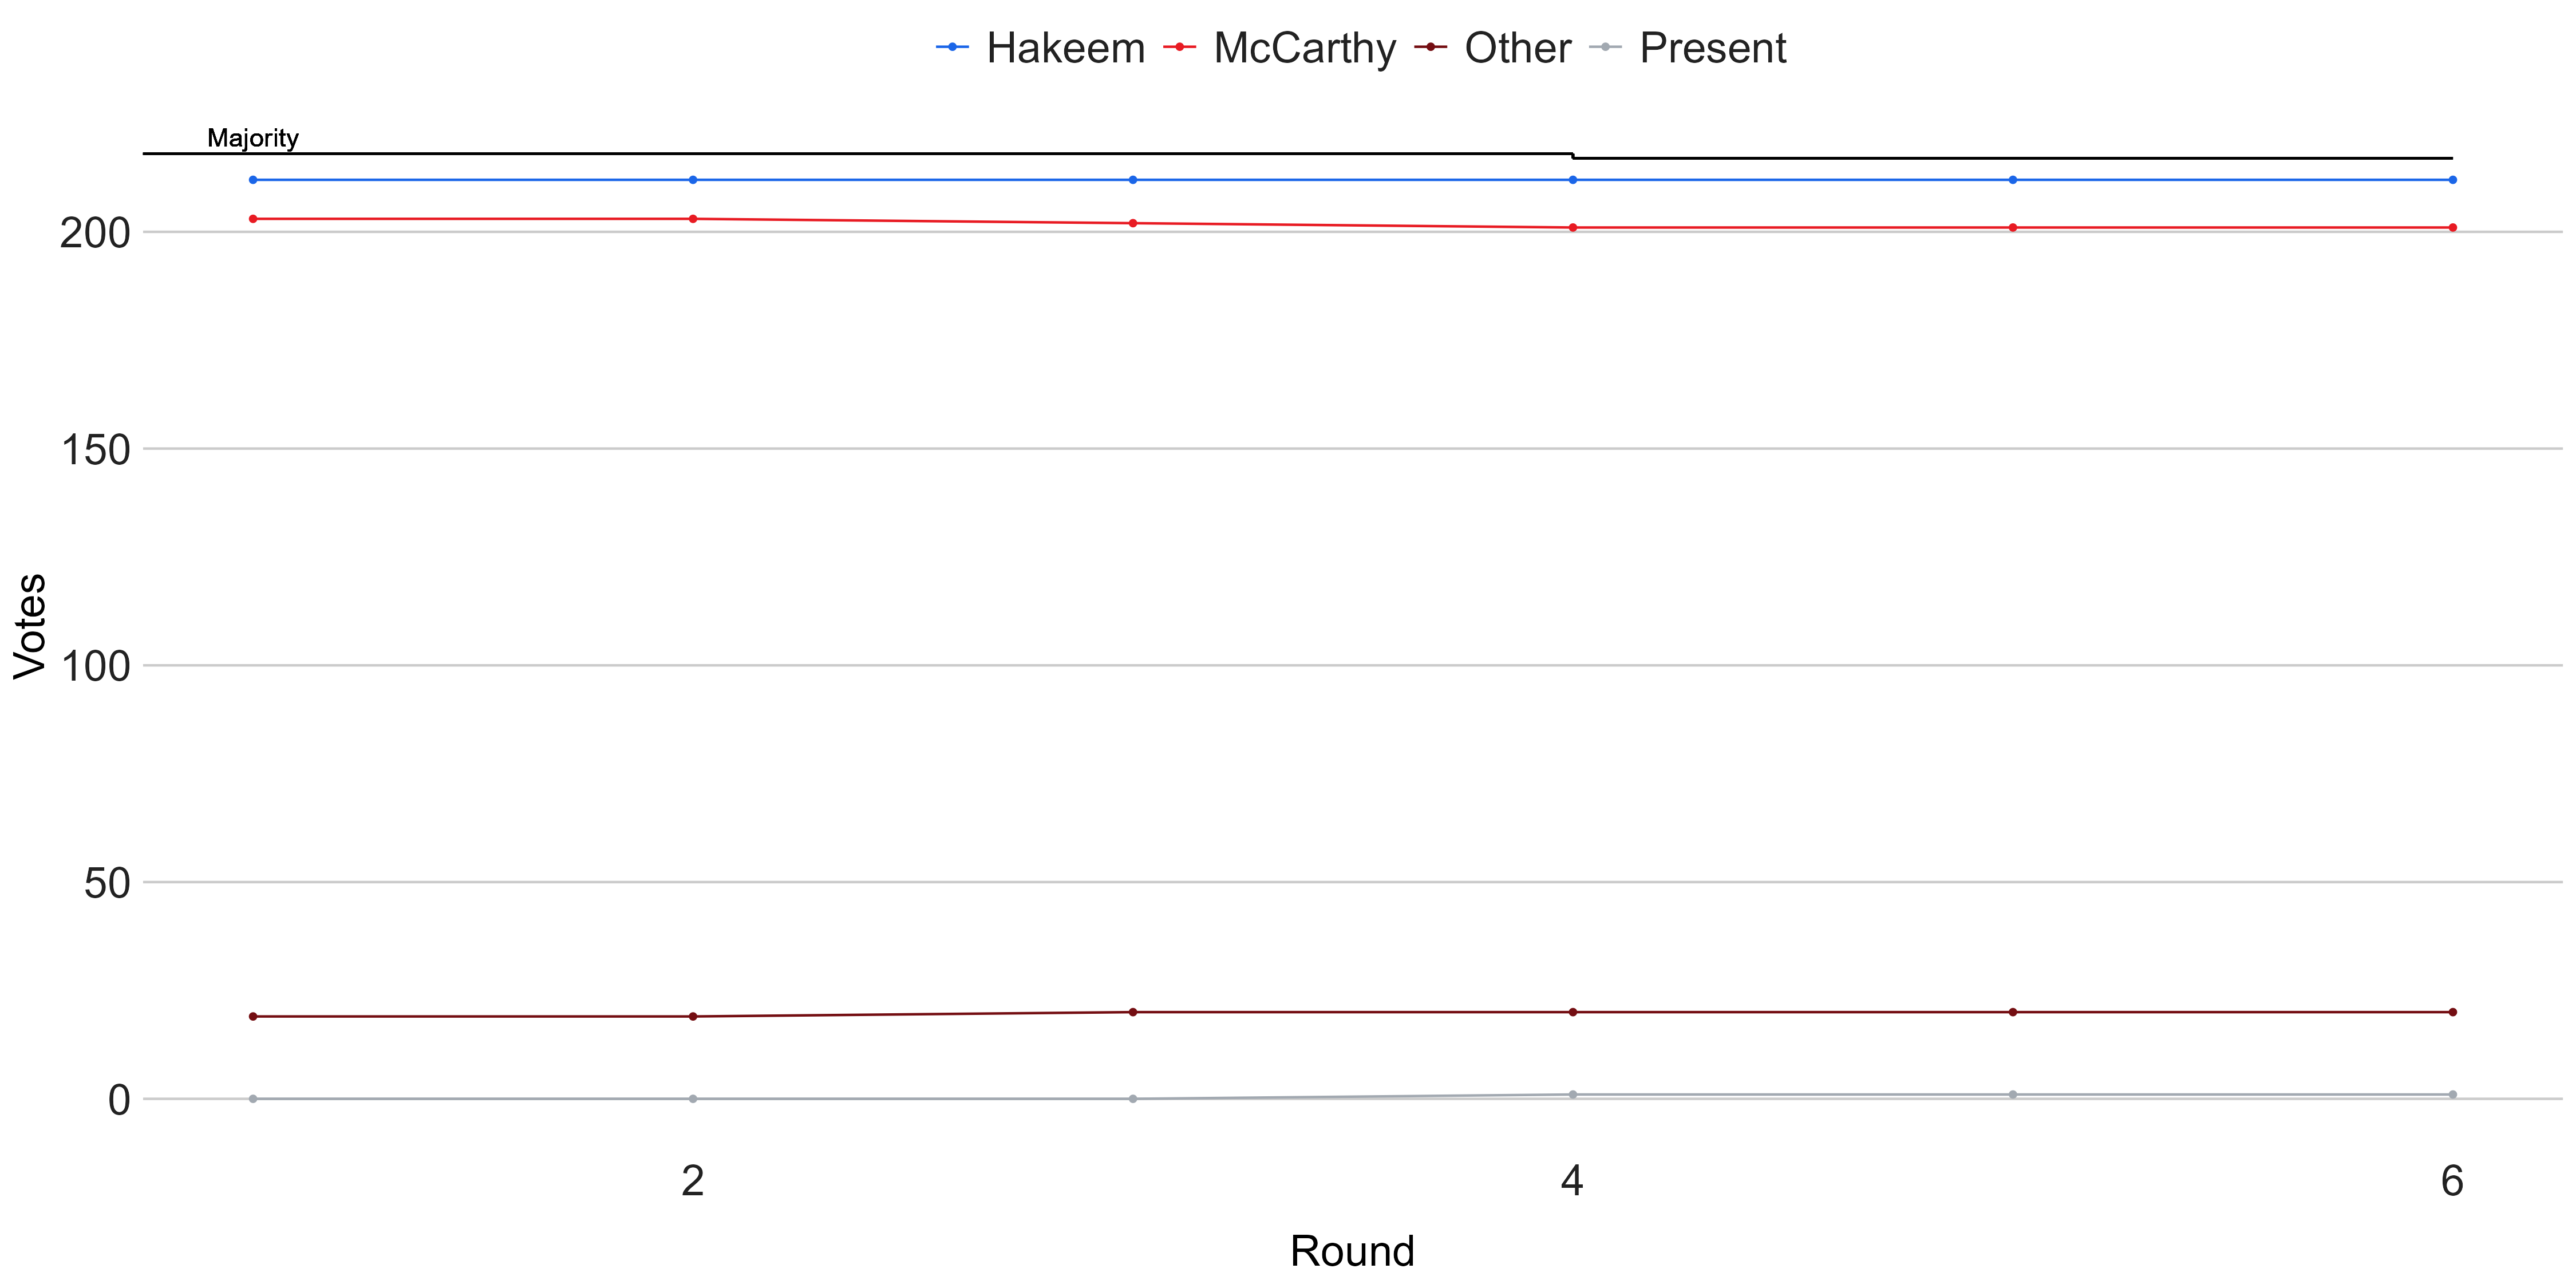 Hakeem McCarthy Other Present
Majority
200
150
100
50
0
Votes
2 4 6
Round